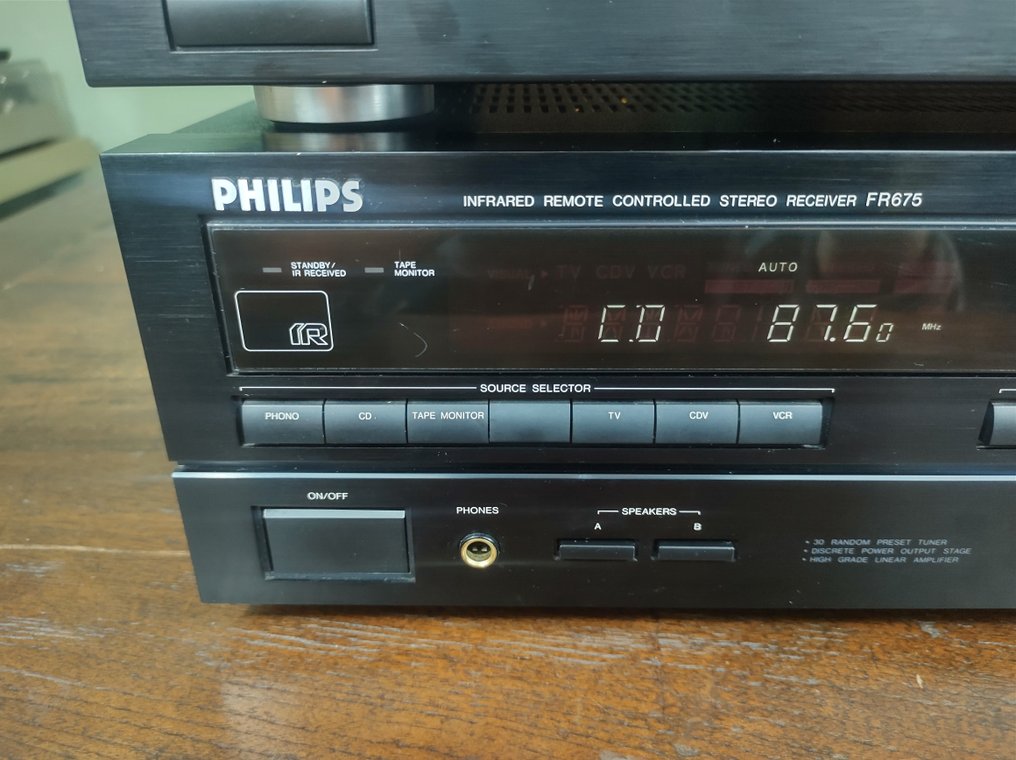 PHILIPS
INFRARED REMOTE CONTROLLED STEREO RECEIVER FR675
STANDBY/
IR RECEIVED
TAPE
MONITOR
VISUAL TV CDV VCR
AUTO
IR
CD 87.60 MHz
SOURCE SELECTOR
PHONO CD TAPE MONITOR TV CDV VCR
ON/OFF
PHONES
SPEAKERS
A B
• 30 RANDOM PRESET TUNER
• DISCRETE POWER OUTPUT STAGE
• HIGH GRADE LINEAR AMPLIFIER